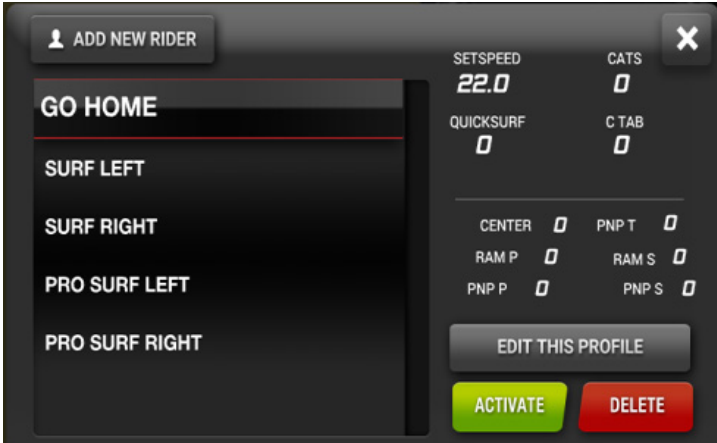 ADD NEW RIDER
GO HOME
SURF LEFT
SURF RIGHT
PRO SURF LEFT
PRO SURF RIGHT
SETSPEED CATS
22.0 0
QUICKSURF C TAB
0 0
CENTER 0 PNP T 0
RAM P 0 RAM S 0
PNP P 0 PNP S 0
EDIT THIS PROFILE
ACTIVATE DELETE